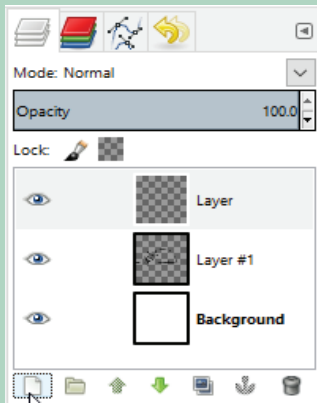 Mode: Normal
Opacity 100.0
Lock:
Layer
Layer #1
Background